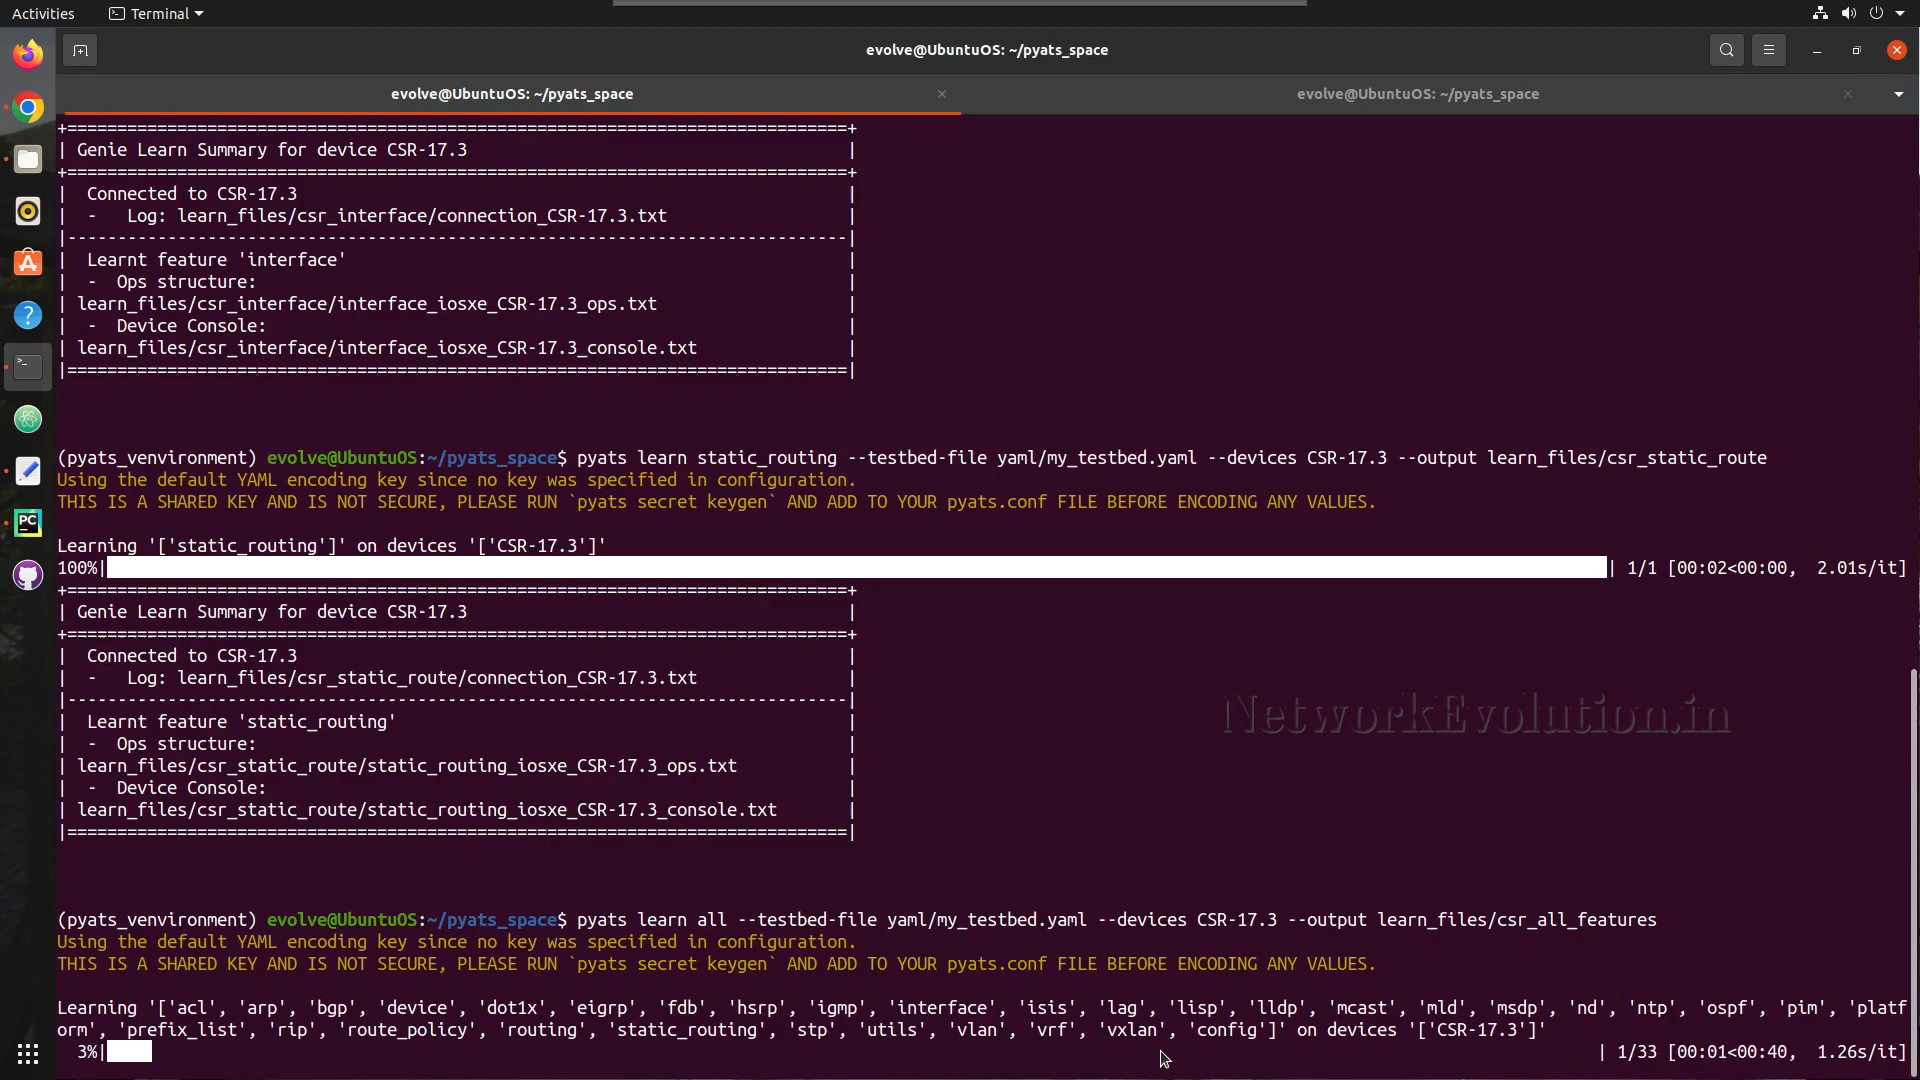 Activities Terminal
evolve@UbuntuOS: ~/pyats_space
evolve@UbuntuOS: ~/pyats_space × evolve@UbuntuOS: ~/pyats_space ×
+==============================================================================+
| Genie Learn Summary for device CSR-17.3 |
+==============================================================================+
| Connected to CSR-17.3 |
| - Log: learn_files/csr_interface/connection_CSR-17.3.txt |
|------------------------------------------------------------------------------|
| Learnt feature 'interface' |
| - Ops structure: |
| learn_files/csr_interface/interface_iosxe_CSR-17.3_ops.txt |
| - Device Console: |
| learn_files/csr_interface/interface_iosxe_CSR-17.3_console.txt |
|==============================================================================|
(pyats_venvironment) evolve@UbuntuOS:~/pyats_space$ pyats learn static_routing --testbed-file yaml/my_testbed.yaml --devices CSR-17.3 --output learn_files/csr_static_route
Using the default YAML encoding key since no key was specified in configuration.
THIS IS A SHARED KEY AND IS NOT SECURE, PLEASE RUN `pyats secret keygen` AND ADD TO YOUR pyats.conf FILE BEFORE ENCODING ANY VALUES.
Learning '['static_routing']' on devices '['CSR-17.3']'
100%| | 1/1 [00:02<00:00, 2.01s/it]
+==============================================================================+
| Genie Learn Summary for device CSR-17.3 |
+==============================================================================+
| Connected to CSR-17.3 |
| - Log: learn_files/csr_static_route/connection_CSR-17.3.txt |
|------------------------------------------------------------------------------|
| Learnt feature 'static_routing' |
| - Ops structure: |
| learn_files/csr_static_route/static_routing_iosxe_CSR-17.3_ops.txt |
| - Device Console: |
| learn_files/csr_static_route/static_routing_iosxe_CSR-17.3_console.txt |
|==============================================================================|
NetworkEvolution.in
(pyats_venvironment) evolve@UbuntuOS:~/pyats_space$ pyats learn all --testbed-file yaml/my_testbed.yaml --devices CSR-17.3 --output learn_files/csr_all_features
Using the default YAML encoding key since no key was specified in configuration.
THIS IS A SHARED KEY AND IS NOT SECURE, PLEASE RUN `pyats secret keygen` AND ADD TO YOUR pyats.conf FILE BEFORE ENCODING ANY VALUES.
Learning '['acl', 'arp', 'bgp', 'device', 'dot1x', 'eigrp', 'fdb', 'hsrp', 'igmp', 'interface', 'isis', 'lag', 'lisp', 'lldp', 'mcast', 'mld', 'msdp', 'nd', 'ntp', 'ospf', 'pim', 'platf
orm', 'prefix_list', 'rip', 'route_policy', 'routing', 'static_routing', 'stp', 'utils', 'vlan', 'vrf', 'vxlan', 'config']' on devices '['CSR-17.3']'
3%| | 1/33 [00:01<00:40, 1.26s/it]
PC